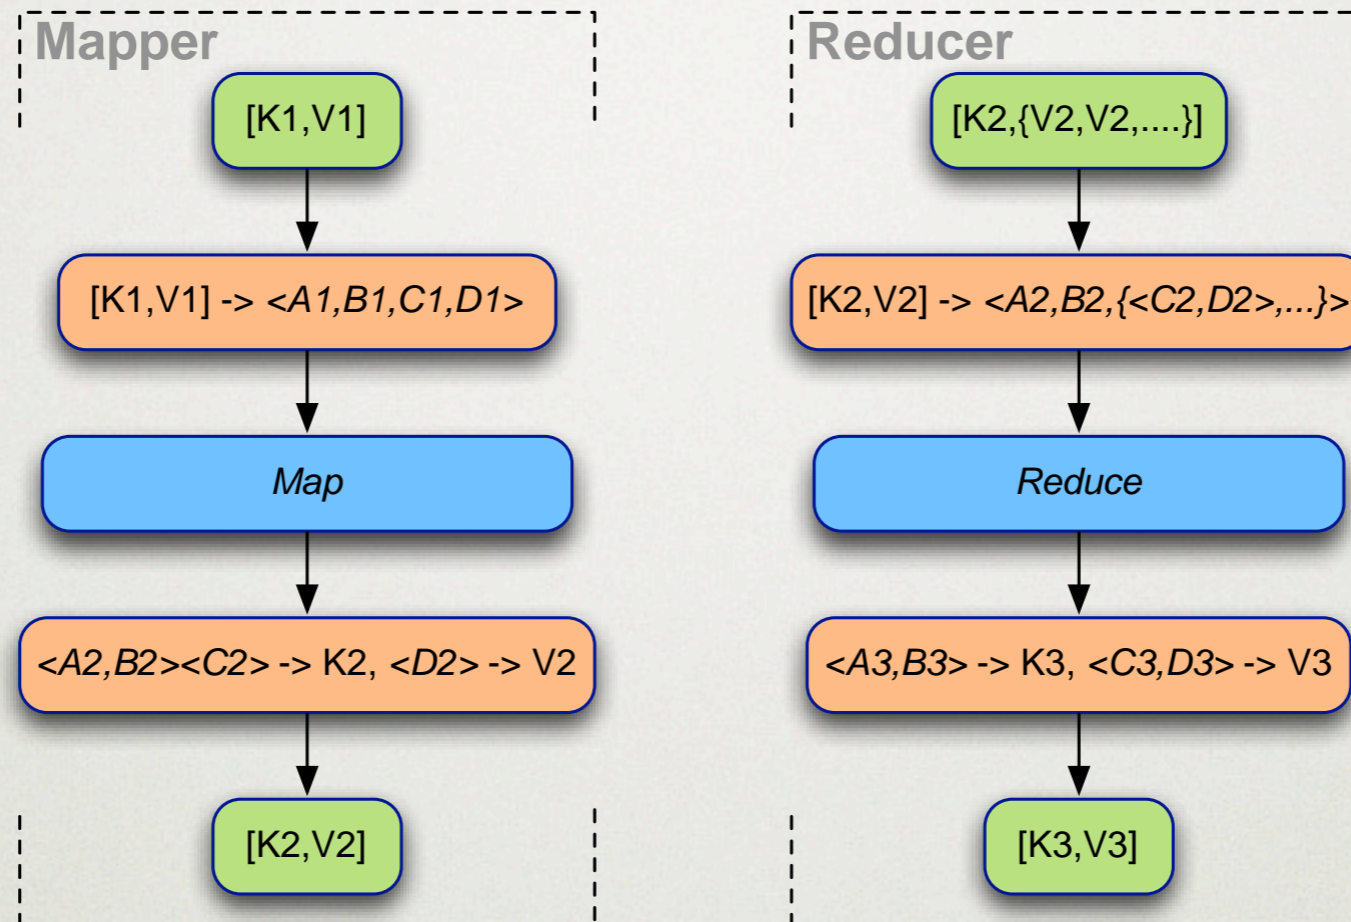 Mapper
[K1,V1]
[K1,V1] -> <A1,B1,C1,D1>
Map
<A2,B2><C2> -> K2, <D2> -> V2
[K2,V2]
Reducer
[K2,{V2,V2,....}]
[K2,V2] -> <A2,B2,{<C2,D2>,...}>
Reduce
<A3,B3> -> K3, <C3,D3> -> V3
[K3,V3]